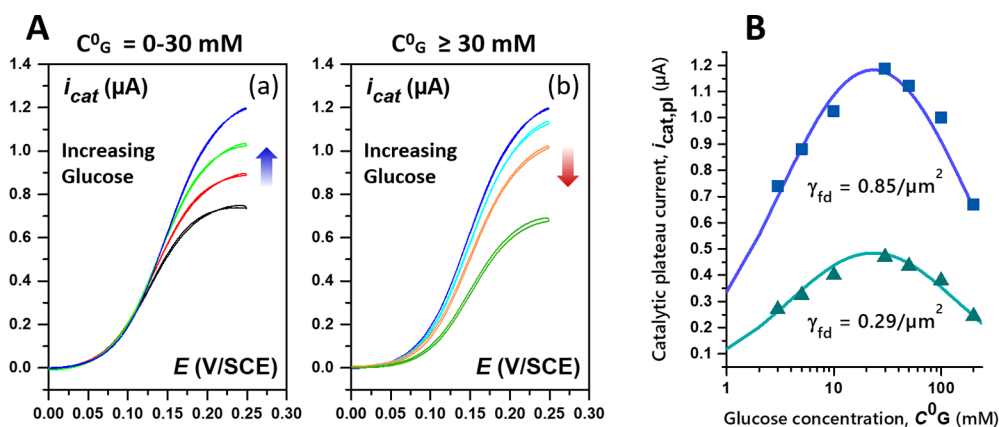 A
C⁰G = 0-30 mM
C⁰G ≥ 30 mM
B
icat (µA)
(a)
Increasing
Glucose
E (V/SCE)
1.4
1.2
1.0
0.8
0.6
0.4
0.2
0.0
0.00 0.05 0.10 0.15 0.20 0.25 0.30
icat (µA)
(b)
Increasing
Glucose
E (V/SCE)
1.4
1.2
1.0
0.8
0.6
0.4
0.2
0.0
0.00 0.05 0.10 0.15 0.20 0.25 0.30
Catalytic plateau current, icat,pl (µA)
1.2
1.1
1.0
0.9
0.8
0.7
0.6
0.5
0.4
0.3
0.2
0.1
γfd = 0.85/µm²
γfd = 0.29/µm²
1 10 100
Glucose concentration, C⁰G (mM)